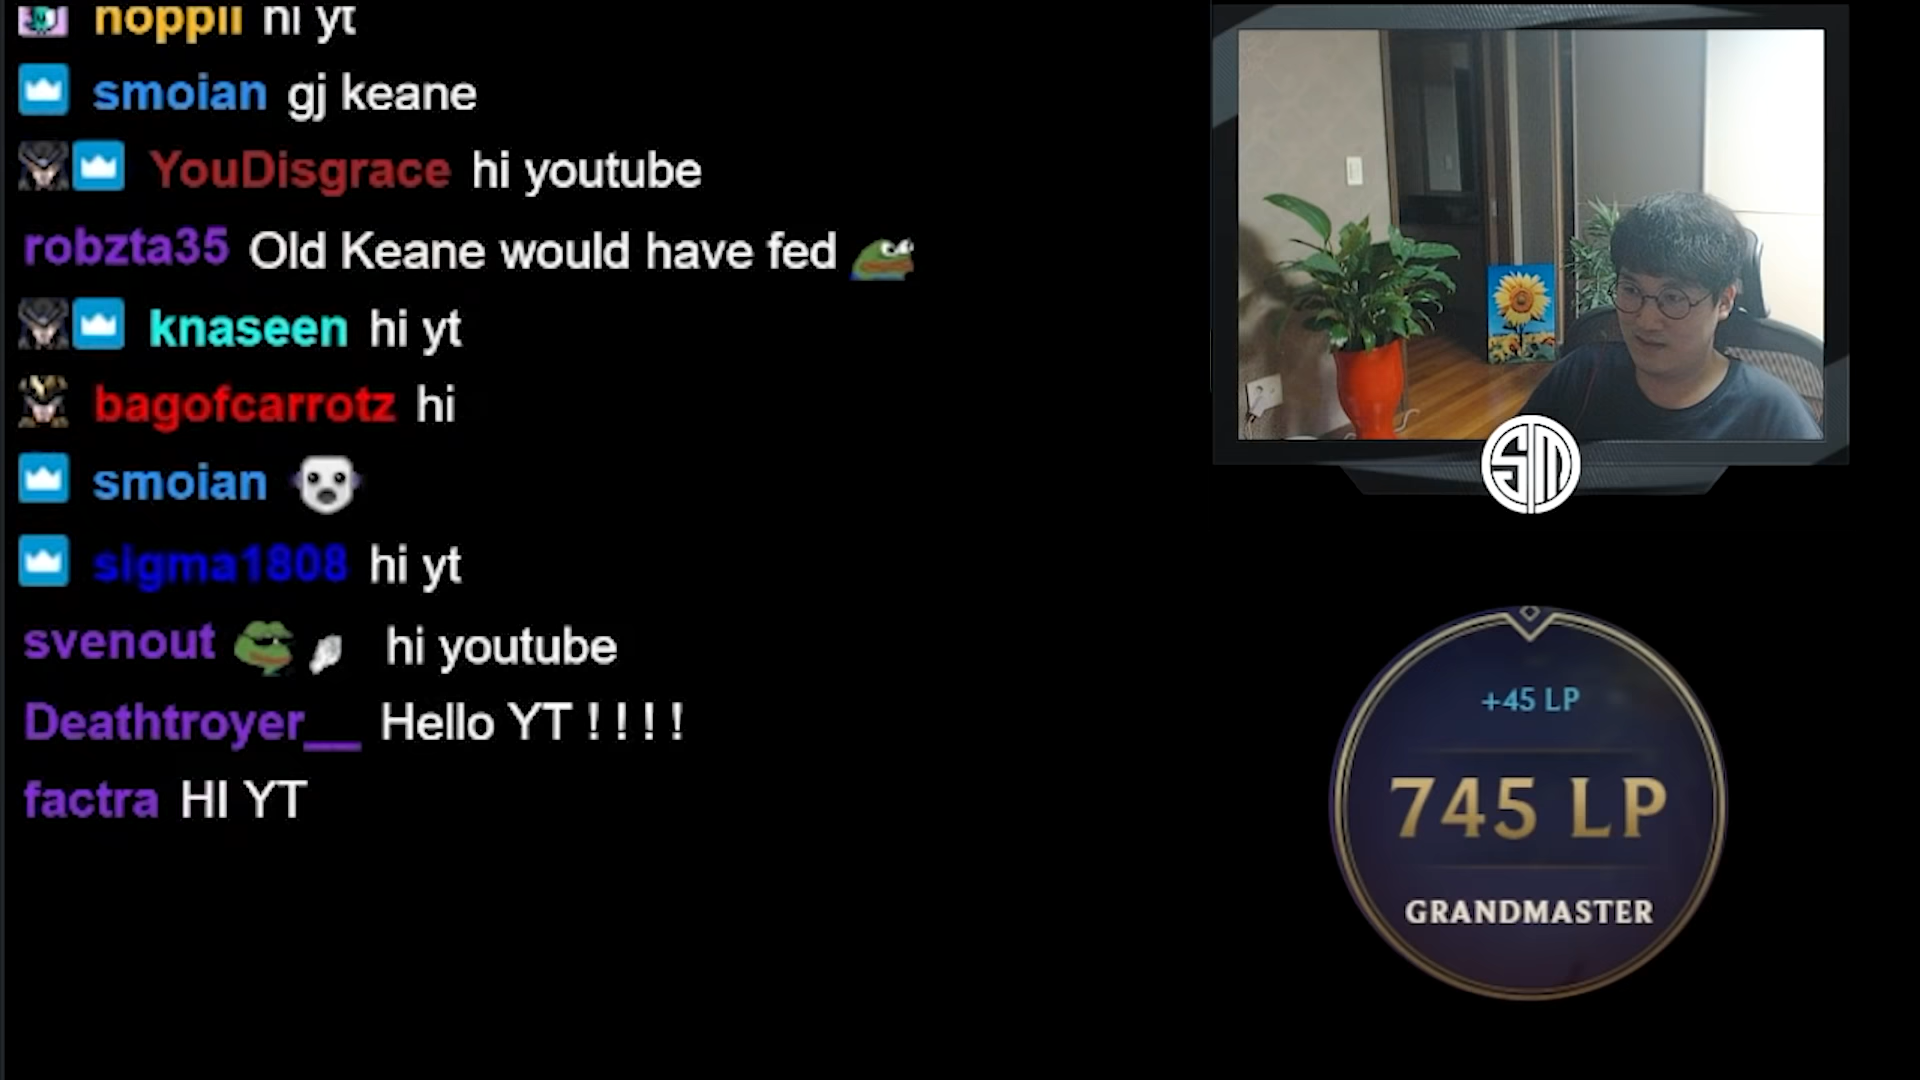 noppii hi yt
smoian gj keane
YouDisgrace hi youtube
robzta35 Old Keane would have fed
knaseen hi yt
bagofcarrotz hi
smoian
sigma1808 hi yt
svenout hi youtube
Deathtroyer__ Hello YT ! ! ! !
factra HI YT
TSM
+45 LP
745 LP
GRANDMASTER